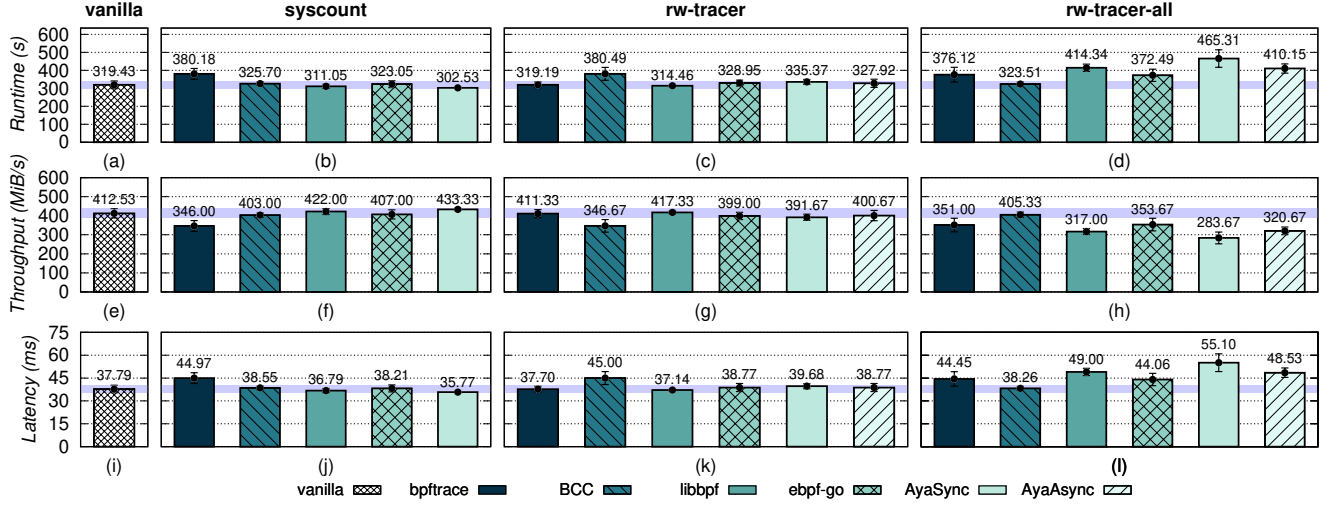 vanilla syscount rw-tracer rw-tracer-all
Runtime (s)
600
500
400
300
200
100
0
319.43
380.18 325.70 311.05 323.05 302.53
319.19 380.49 314.46 328.95 335.37 327.92
376.12 323.51 414.34 372.49 465.31 410.15
(a) (b) (c) (d)
Throughput (MiB/s)
600
500
400
300
200
100
0
412.53
346.00 403.00 422.00 407.00 433.33
411.33 346.67 417.33 399.00 391.67 400.67
351.00 405.33 317.00 353.67 283.67 320.67
(e) (f) (g) (h)
Latency (ms)
75
60
45
30
15
0
37.79
44.97 38.55 36.79 38.21 35.77
37.70 45.00 37.14 38.77 39.68 38.77
44.45 38.26 49.00 44.06 55.10 48.53
(i) (j) (k) (l)
vanilla bpftrace BCC libbpf ebpf-go AyaSync AyaAsync